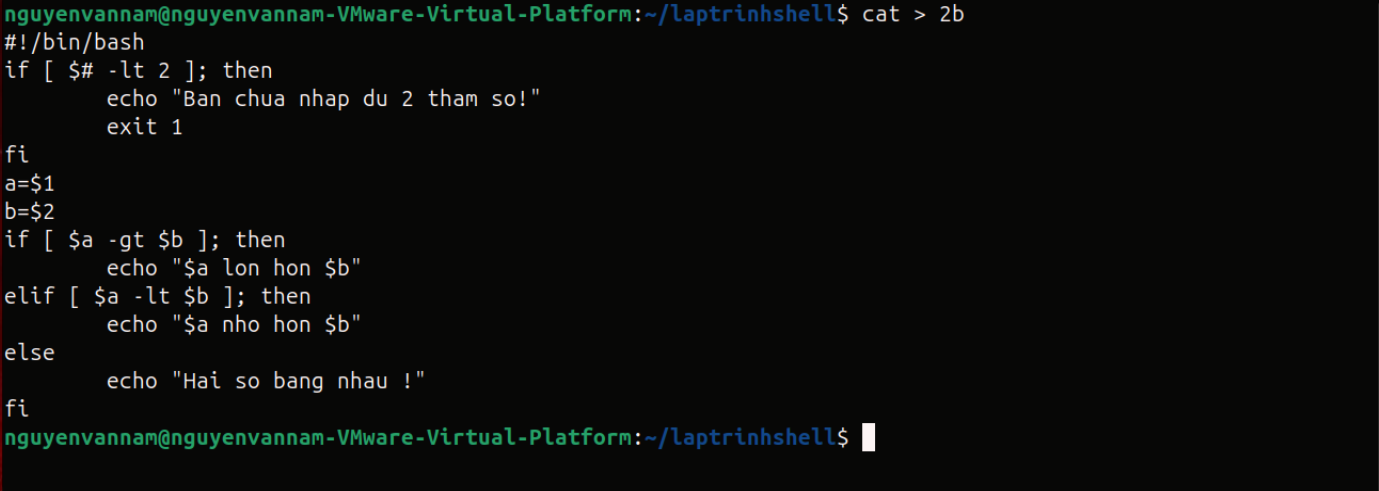 nguyenvannam@nguyenvannam-VMware-Virtual-Platform:~/laptrinhshell$ cat > 2b
#!/bin/bash
if [ $# -lt 2 ]; then
        echo "Ban chua nhap du 2 tham so!"
        exit 1
fi
a=$1
b=$2
if [ $a -gt $b ]; then
        echo "$a lon hon $b"
elif [ $a -lt $b ]; then
        echo "$a nho hon $b"
else
        echo "Hai so bang nhau !"
fi
nguyenvannam@nguyenvannam-VMware-Virtual-Platform:~/laptrinhshell$